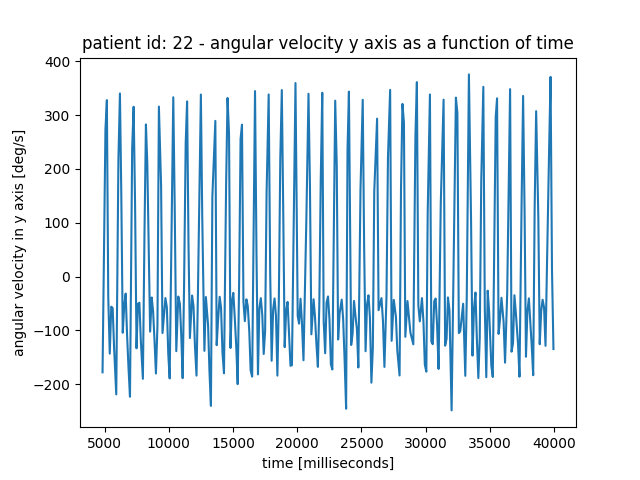 patient id: 22 - angular velocity y axis as a function of time
angular velocity in y axis [deg/s]
400
300
200
100
0
−100
−200
5000 10000 15000 20000 25000 30000 35000 40000
time [milliseconds]